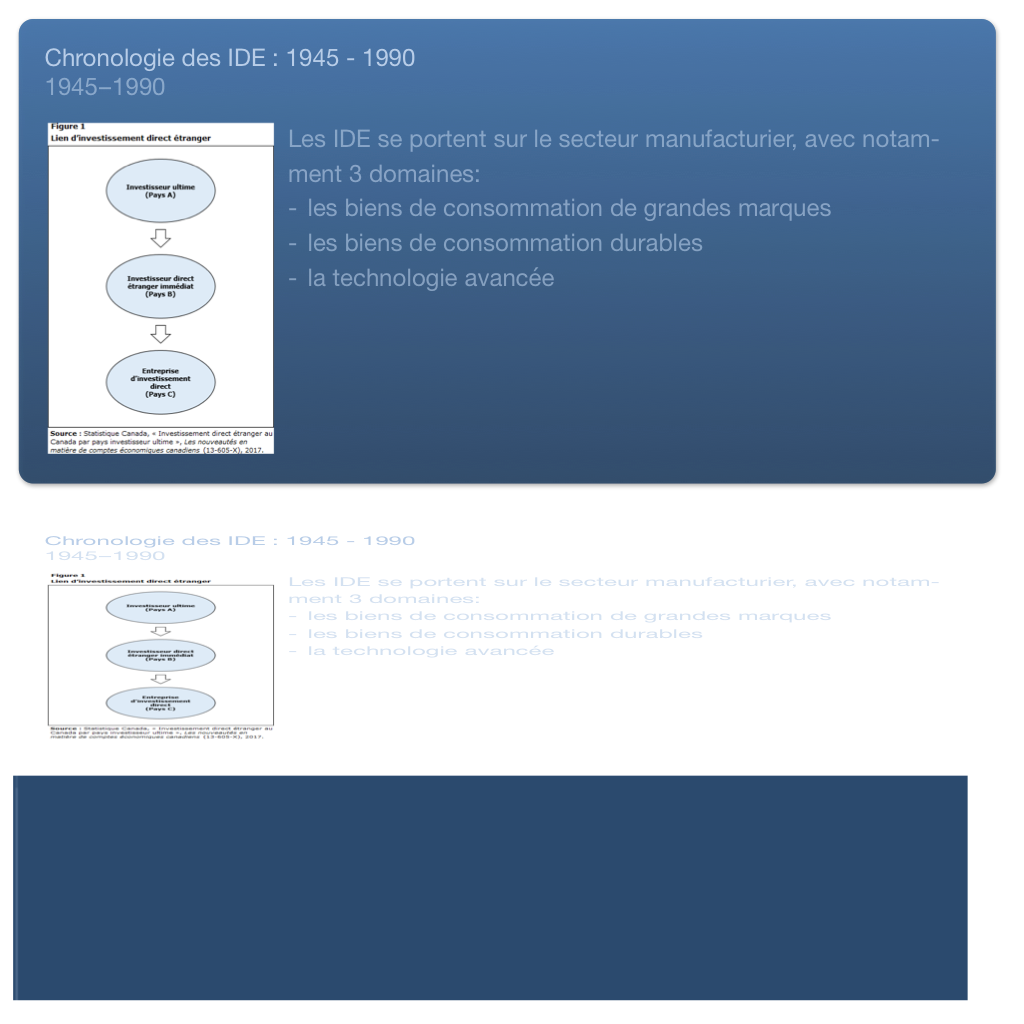 Chronologie des IDE : 1945 - 1990
1945–1990
Figure 1
Lien d'investissement direct étranger
Investisseur ultime
(Pays A)
Investisseur direct
étranger immédiat
(Pays B)
Entreprise
d'investissement
direct
(Pays C)
Source : Statistique Canada, « Investissement direct étranger au
Canada par pays investisseur ultime », Les nouveautés en
matière de comptes économiques canadiens (13-605-X), 2017.
Les IDE se portent sur le secteur manufacturier, avec notam-
ment 3 domaines:
- les biens de consommation de grandes marques
- les biens de consommation durables
- la technologie avancée
Chronologie des IDE : 1945 - 1990
1945–1990
Figure 1
Lien d'investissement direct étranger
Investisseur ultime
(Pays A)
Investisseur direct
étranger immédiat
(Pays B)
Entreprise
d'investissement
direct
(Pays C)
Source : Statistique Canada, « Investissement direct étranger au
Canada par pays investisseur ultime », Les nouveautés en
matière de comptes économiques canadiens (13-605-X), 2017.
Les IDE se portent sur le secteur manufacturier, avec notam-
ment 3 domaines:
- les biens de consommation de grandes marques
- les biens de consommation durables
- la technologie avancée